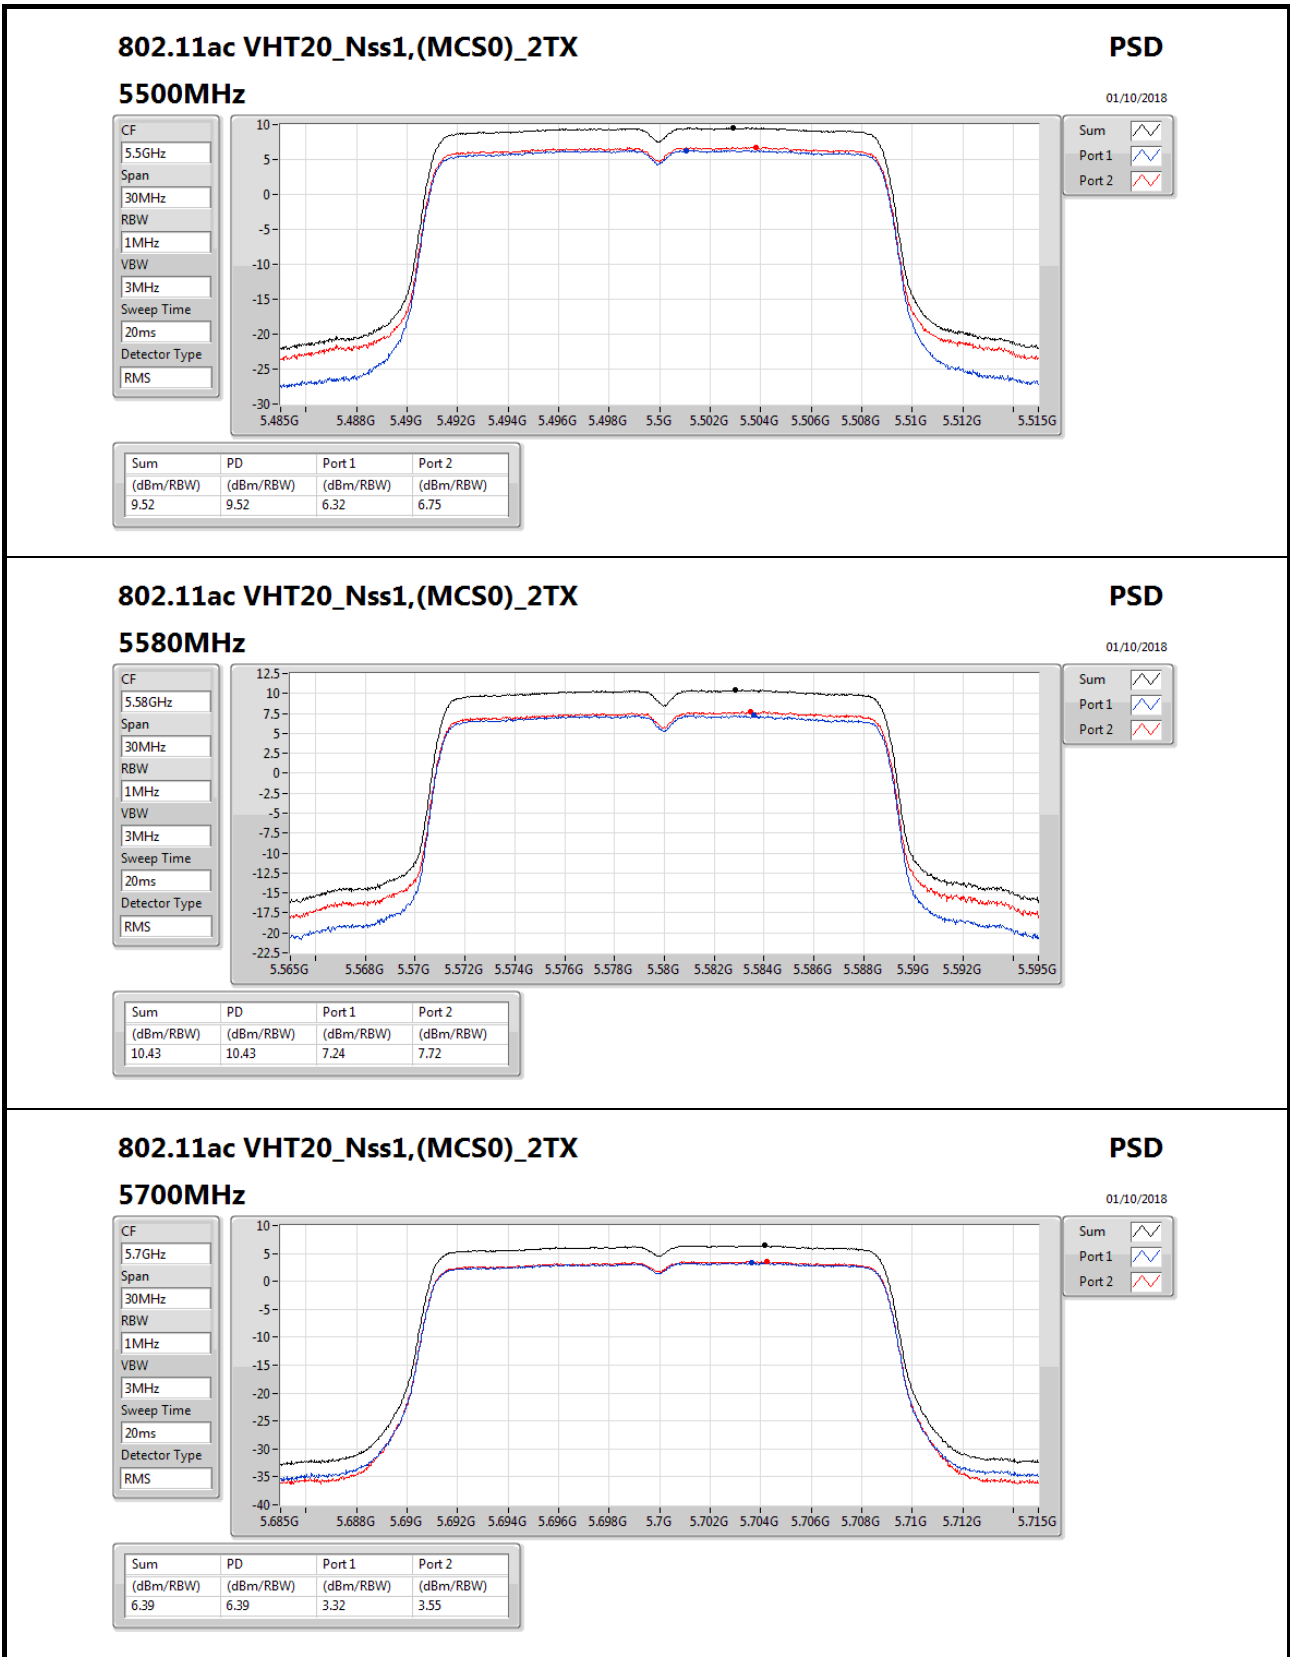 802.11ac VHT20_Nss1,(MCS0)_2TX PSD
5500MHz 01/10/2018
CF
5.5GHz
Span
30MHz
RBW
1MHz
VBW
3MHz
Sweep Time
20ms
Detector Type
RMS
10
5
0
-5
-10
-15
-20
-25
-30
5.485G 5.488G 5.49G 5.492G 5.494G 5.496G 5.498G 5.5G 5.502G 5.504G 5.506G 5.508G 5.51G 5.512G 5.515G
Sum
Port 1
Port 2
Sum PD Port 1 Port 2
(dBm/RBW) (dBm/RBW) (dBm/RBW) (dBm/RBW)
9.52 9.52 6.32 6.75
802.11ac VHT20_Nss1,(MCS0)_2TX PSD
5580MHz 01/10/2018
CF
5.58GHz
Span
30MHz
RBW
1MHz
VBW
3MHz
Sweep Time
20ms
Detector Type
RMS
12.5
10
7.5
5
2.5
0
-2.5
-5
-7.5
-10
-12.5
-15
-17.5
-20
-22.5
5.565G 5.568G 5.57G 5.572G 5.574G 5.576G 5.578G 5.58G 5.582G 5.584G 5.586G 5.588G 5.59G 5.592G 5.595G
Sum
Port 1
Port 2
Sum PD Port 1 Port 2
(dBm/RBW) (dBm/RBW) (dBm/RBW) (dBm/RBW)
10.43 10.43 7.24 7.72
802.11ac VHT20_Nss1,(MCS0)_2TX PSD
5700MHz 01/10/2018
CF
5.7GHz
Span
30MHz
RBW
1MHz
VBW
3MHz
Sweep Time
20ms
Detector Type
RMS
10
5
0
-5
-10
-15
-20
-25
-30
-35
-40
5.685G 5.688G 5.69G 5.692G 5.694G 5.696G 5.698G 5.7G 5.702G 5.704G 5.706G 5.708G 5.71G 5.712G 5.715G
Sum
Port 1
Port 2
Sum PD Port 1 Port 2
(dBm/RBW) (dBm/RBW) (dBm/RBW) (dBm/RBW)
6.39 6.39 3.32 3.55